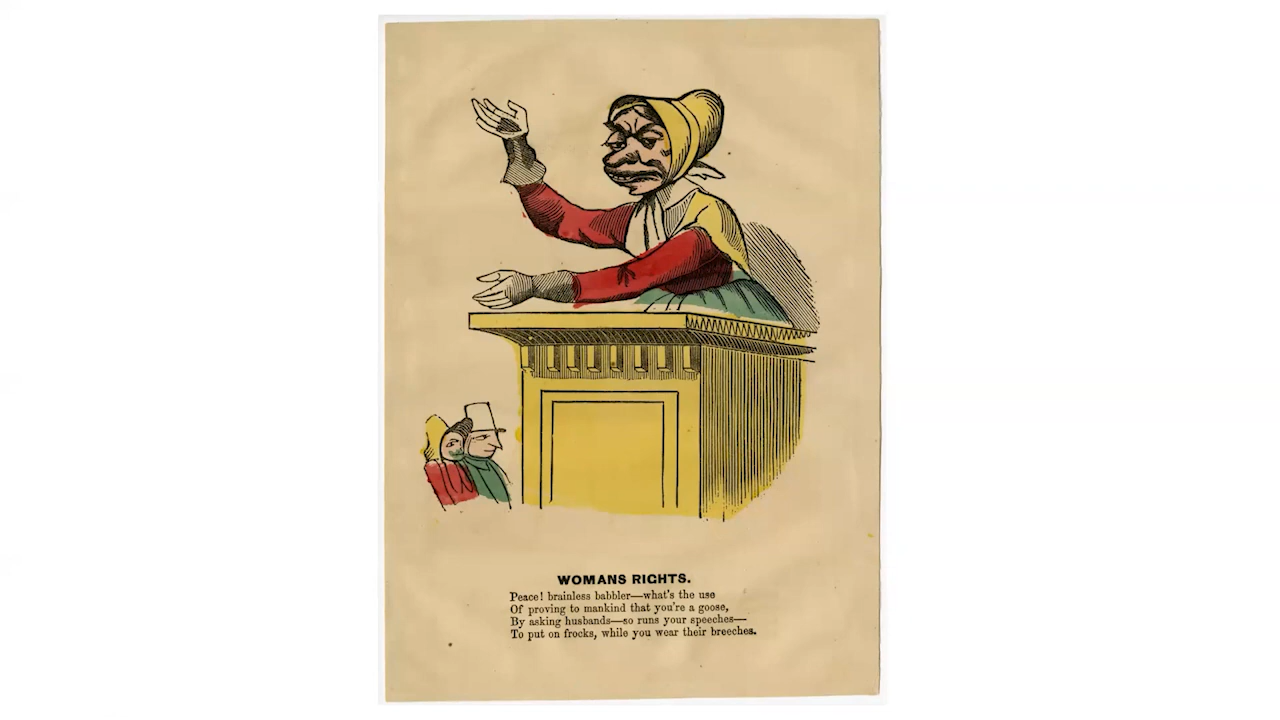 WOMANS RIGHTS.
Peace! brainless babbler—what's the use
Of proving to mankind that you're a goose,
By asking husbands—so runs your speeches—
To put on frocks, while you wear their breeches.